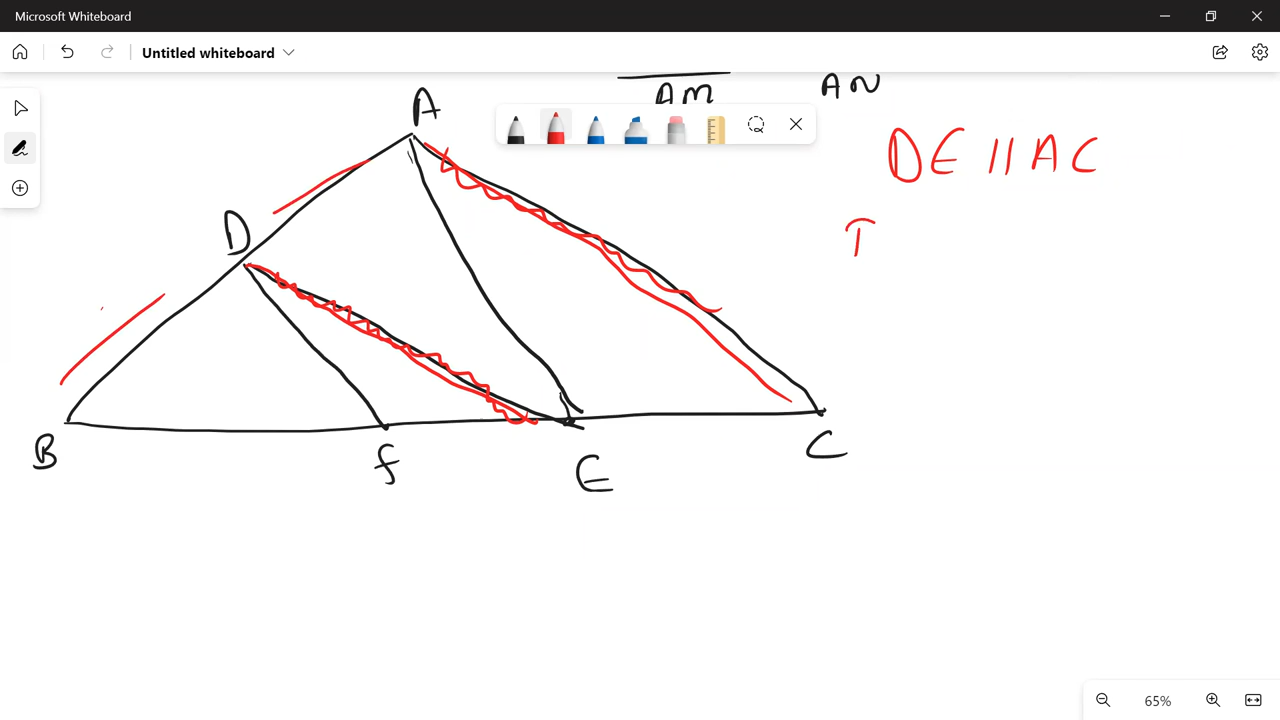 Microsoft Whiteboard
Untitled whiteboard
AM
AN
A
DE || AC
T
D
B
f
E
C
65%